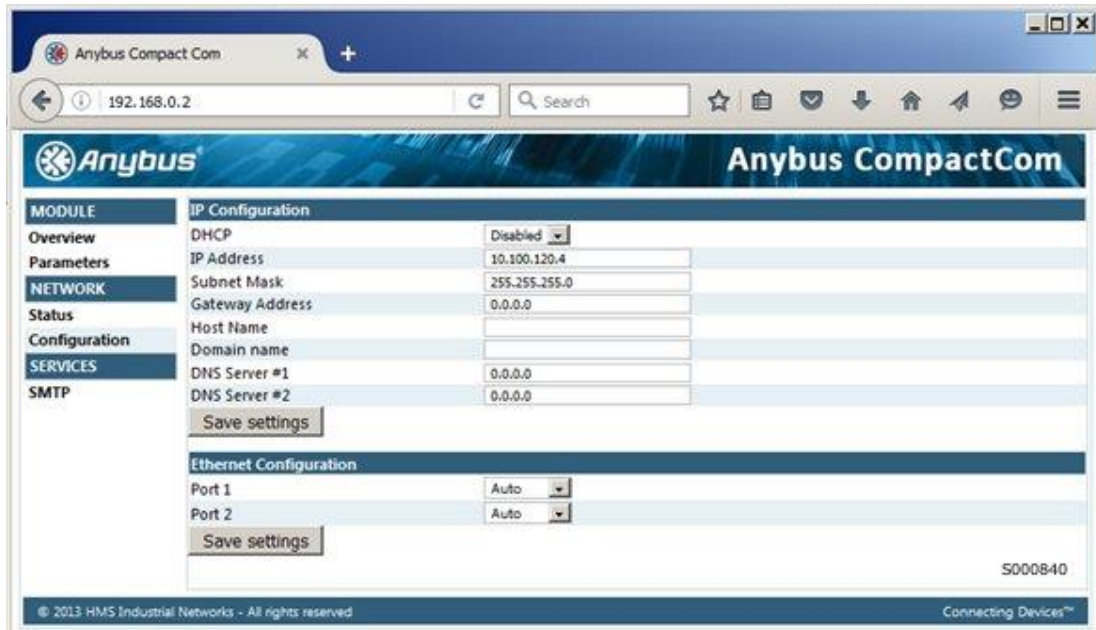 Anybus Compact Com
192.168.0.2
Search
Anybus
Anybus CompactCom
MODULE
Overview
Parameters
NETWORK
Status
Configuration
SERVICES
SMTP
IP Configuration
DHCP Disabled
IP Address 10.100.120.4
Subnet Mask 255.255.255.0
Gateway Address 0.0.0.0
Host Name
Domain name
DNS Server #1 0.0.0.0
DNS Server #2 0.0.0.0
Save settings
Ethernet Configuration
Port 1 Auto
Port 2 Auto
Save settings
S000840
© 2013 HMS Industrial Networks - All rights reserved
Connecting Devices™